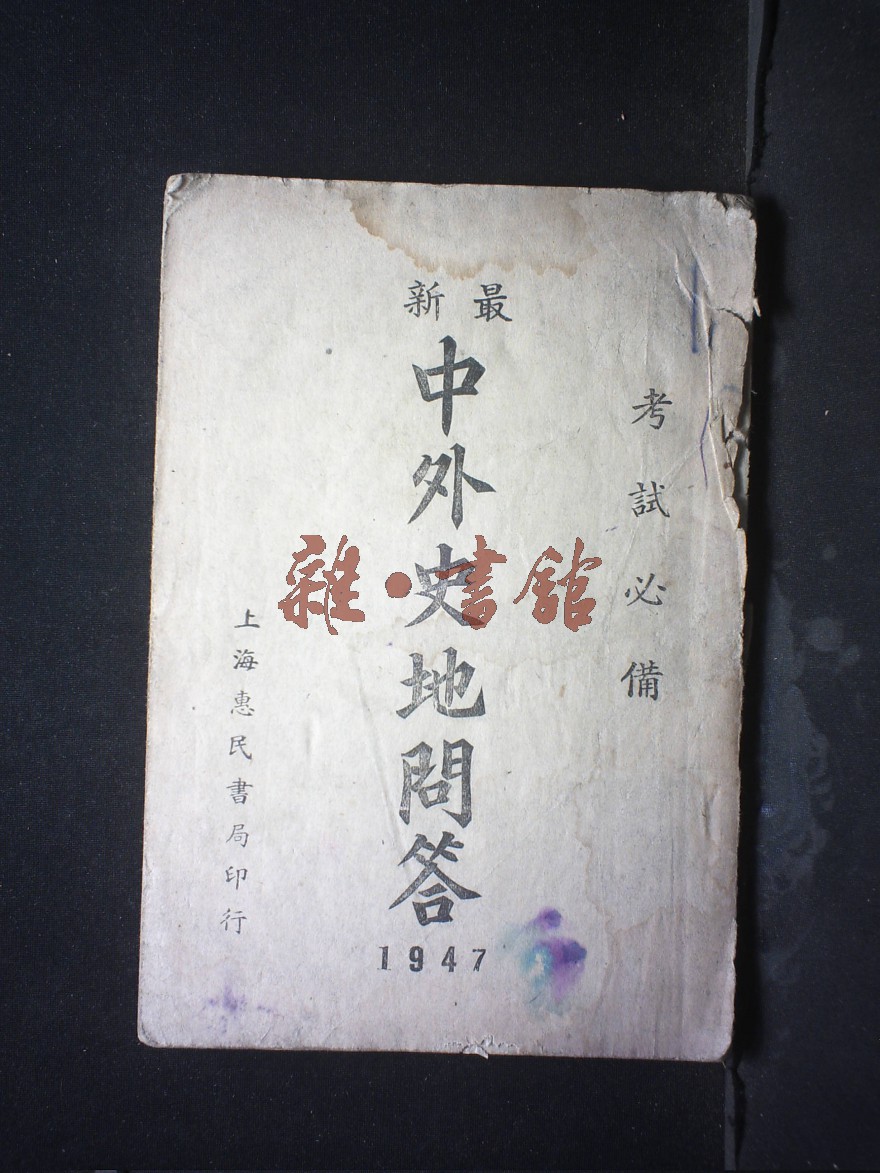 考試必備
最新
中外史地問答
1947
上海惠民書局印行
雜·書館